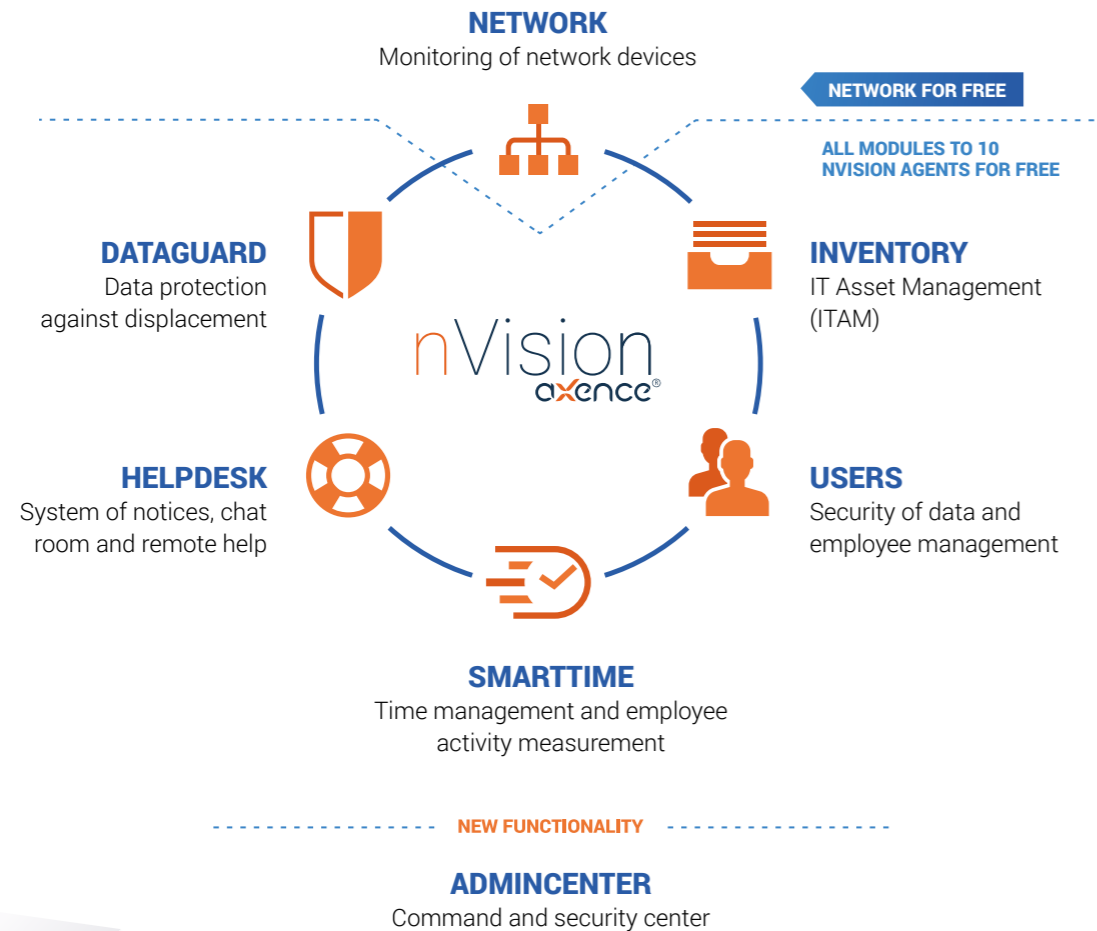 NETWORK
Monitoring of network devices
NETWORK FOR FREE
ALL MODULES TO 10
NVISION AGENTS FOR FREE
DATAGUARD
Data protection
against displacement
INVENTORY
IT Asset Management
(ITAM)
nVision
axence®
HELPDESK
System of notices, chat
room and remote help
USERS
Security of data and
employee management
SMARTTIME
Time management and employee
activity measurement
NEW FUNCTIONALITY
ADMINCENTER
Command and security center